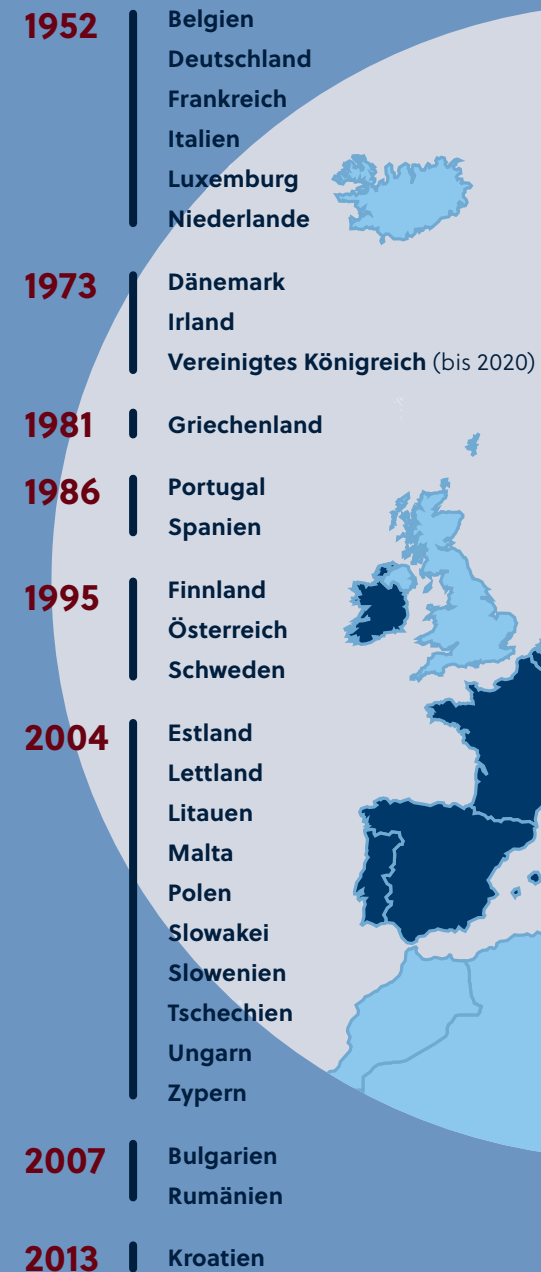 1952 Belgien
Deutschland
Frankreich
Italien
Luxemburg
Niederlande
1973 Dänemark
Irland
Vereinigtes Königreich (bis 2020)
1981 Griechenland
1986 Portugal
Spanien
1995 Finnland
Österreich
Schweden
2004 Estland
Lettland
Litauen
Malta
Polen
Slowakei
Slowenien
Tschechien
Ungarn
Zypern
2007 Bulgarien
Rumänien
2013 Kroatien